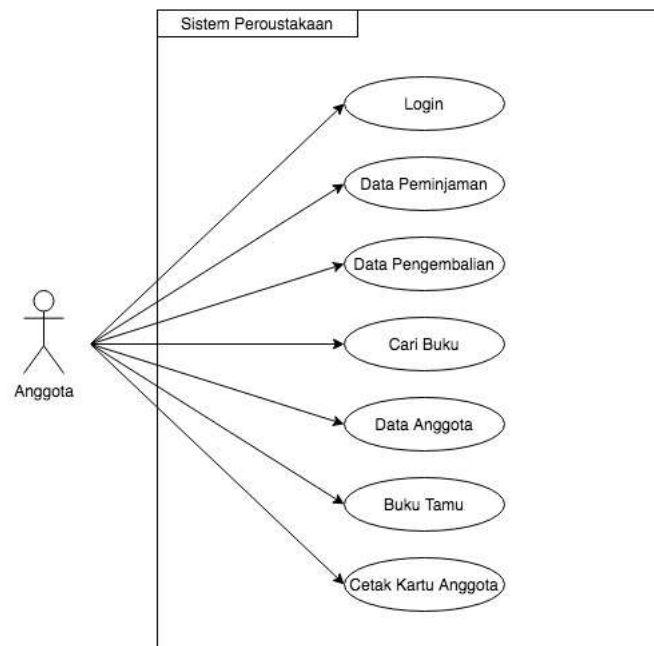 Sistem Peroustakaan
Login
Data Peminjaman
Data Pengembalian
Cari Buku
Anggota
Data Anggota
Buku Tamu
Cetak Kartu Anggota